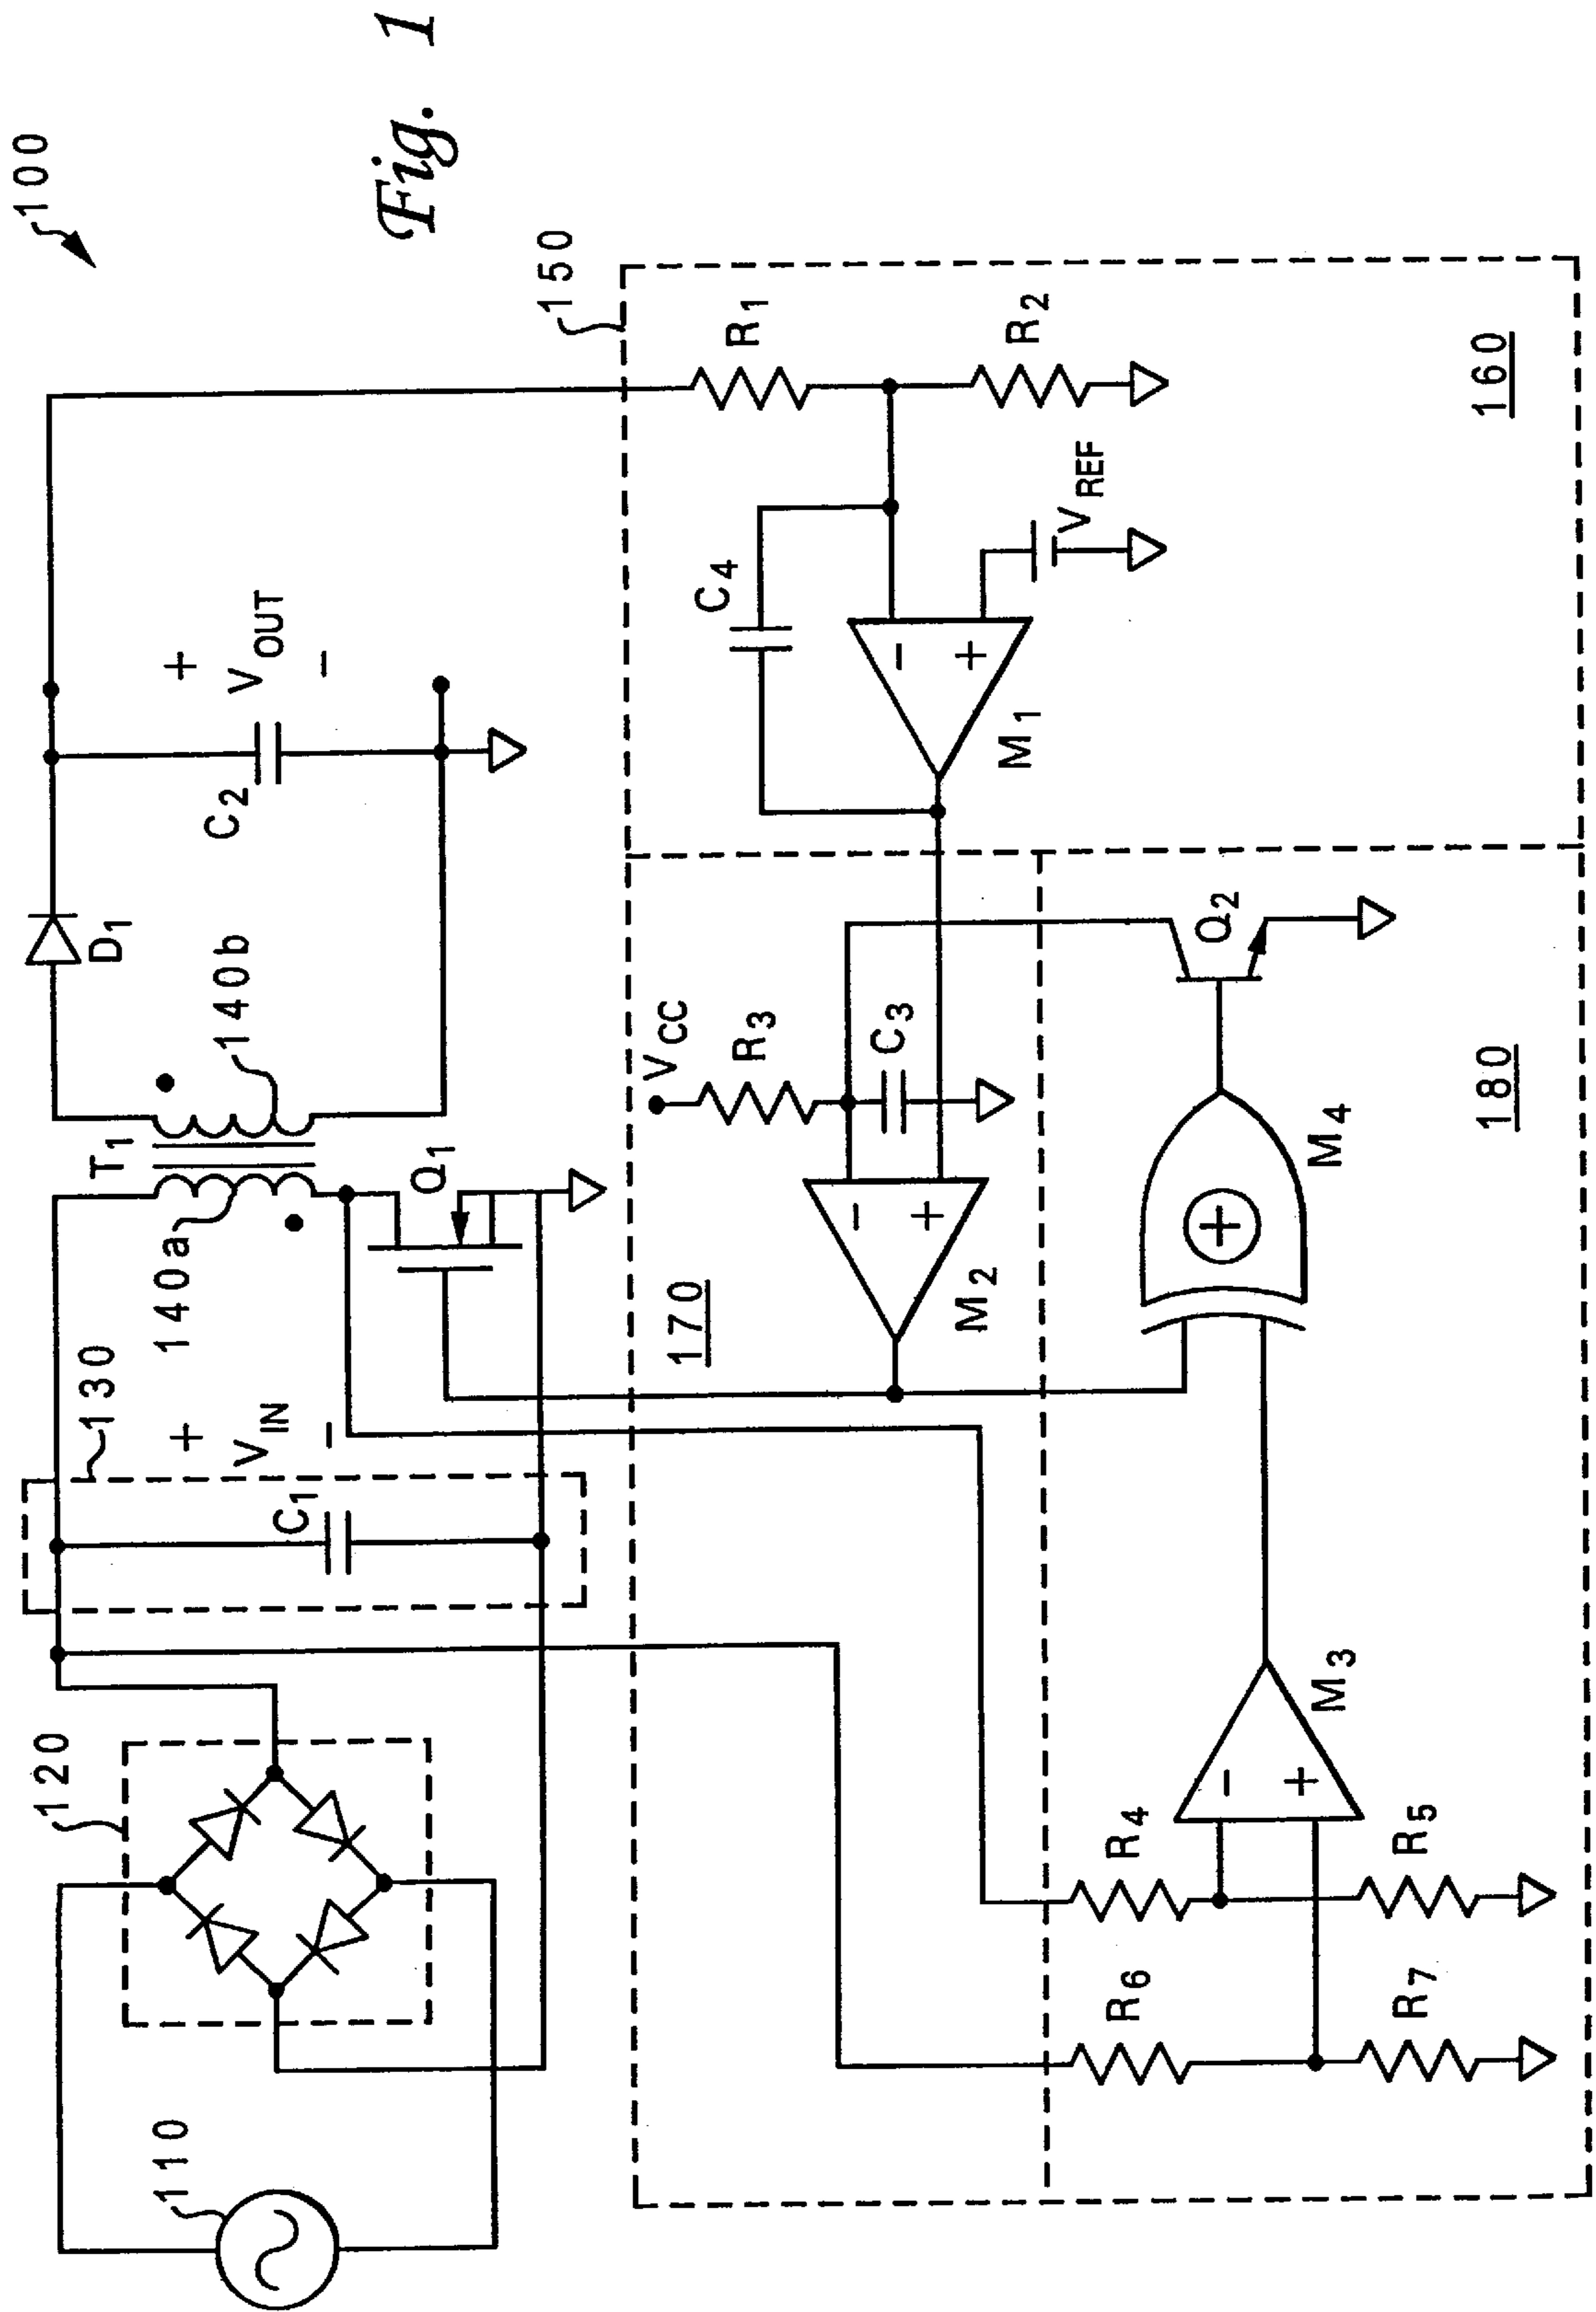 100
Fig. 1
150
R1
R2
160
C4
VREF
−
+
M1
+
VOUT
−
C2
D1
140b
T1
140a
Q1
VCC
R3
C3
Q2
180
−
+
M2
170
M4
+
130
+
VIN
−
C1
120
M3
−
+
R4
R5
R6
R7
110